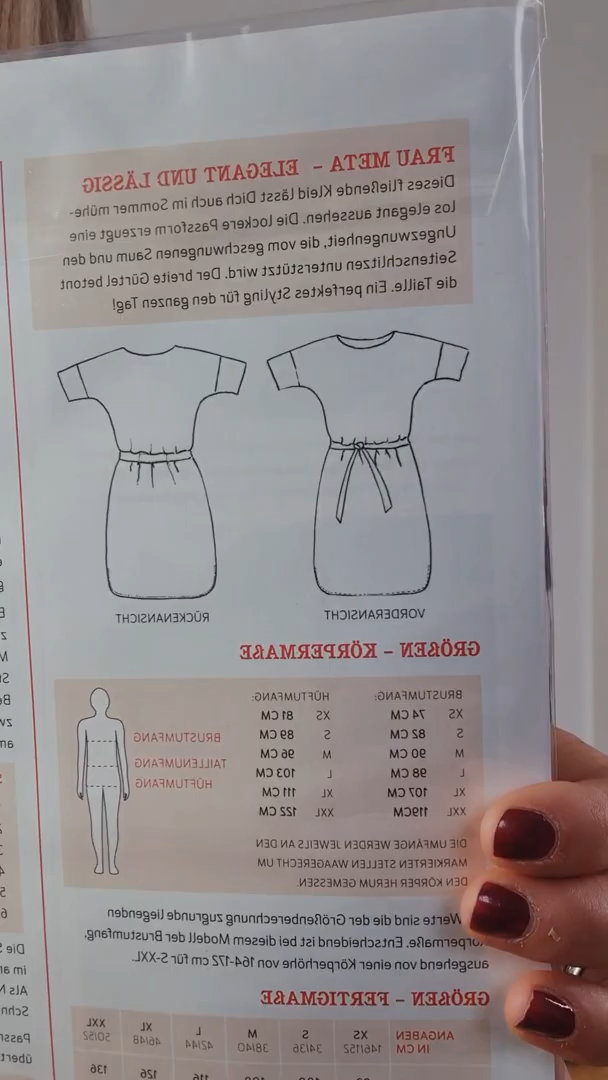 FRAU META – ELEGANT UND LÄSSIG
Dieses fließende Kleid lässt Dich auch im Sommer mühe-
los elegant aussehen. Die lockere Passform erzeugt eine
Ungezwungenheit, die vom geschwungenen Saum und den
Seitenschlitzen unterstützt wird. Der breite Gürtel betont
die Taille. Ein perfektes Styling für den ganzen Tag!
VORDERANSICHT RÜCKENANSICHT
GRÖßEN – KÖRPERMAßE
BRUSTUMFANG: HÜFTUMFANG:
XS 74 CM XS 81 CM
S 82 CM S 89 CM
M 90 CM M 96 CM
L 98 CM L 103 CM
XL 107 CM XL 111 CM
XXL 119CM XXL 122 CM
BRUSTUMFANG
TAILLENUMFANG
HÜFTUMFANG
DIE UMFÄNGE WERDEN JEWEILS AN DEN
MARKIERTEN STELLEN WAAGERECHT UM
DEN KÖRPER HERUM GEMESSEN.
Werte sind die der Größenberechnung zugrunde liegenden
Körpermaße. Entscheidend ist bei diesem Modell der Brustumfang,
ausgehend von einer Körperhöhe von 164-172 cm für S-XXL.
GRÖßEN – FERTIGMAßE
ANGABEN IN CM
XS S M L XL XXL
146/152 34/36 38/40 42/44 46/48 50/52
116 126 136